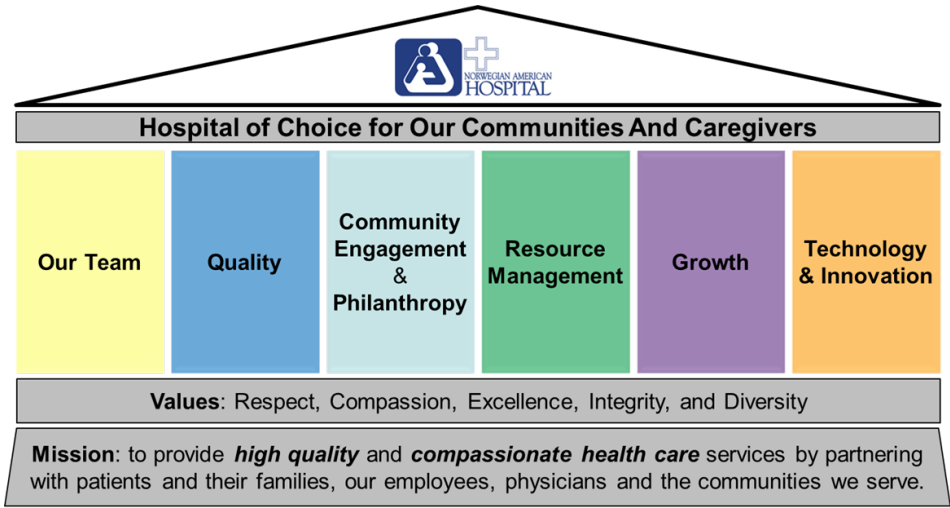 NORWEGIAN AMERICAN
HOSPITAL
Hospital of Choice for Our Communities And Caregivers
Our Team
Quality
Community
Engagement
&
Philanthropy
Resource
Management
Growth
Technology
& Innovation
Values: Respect, Compassion, Excellence, Integrity, and Diversity
Mission: to provide high quality and compassionate health care services by partnering
with patients and their families, our employees, physicians and the communities we serve.